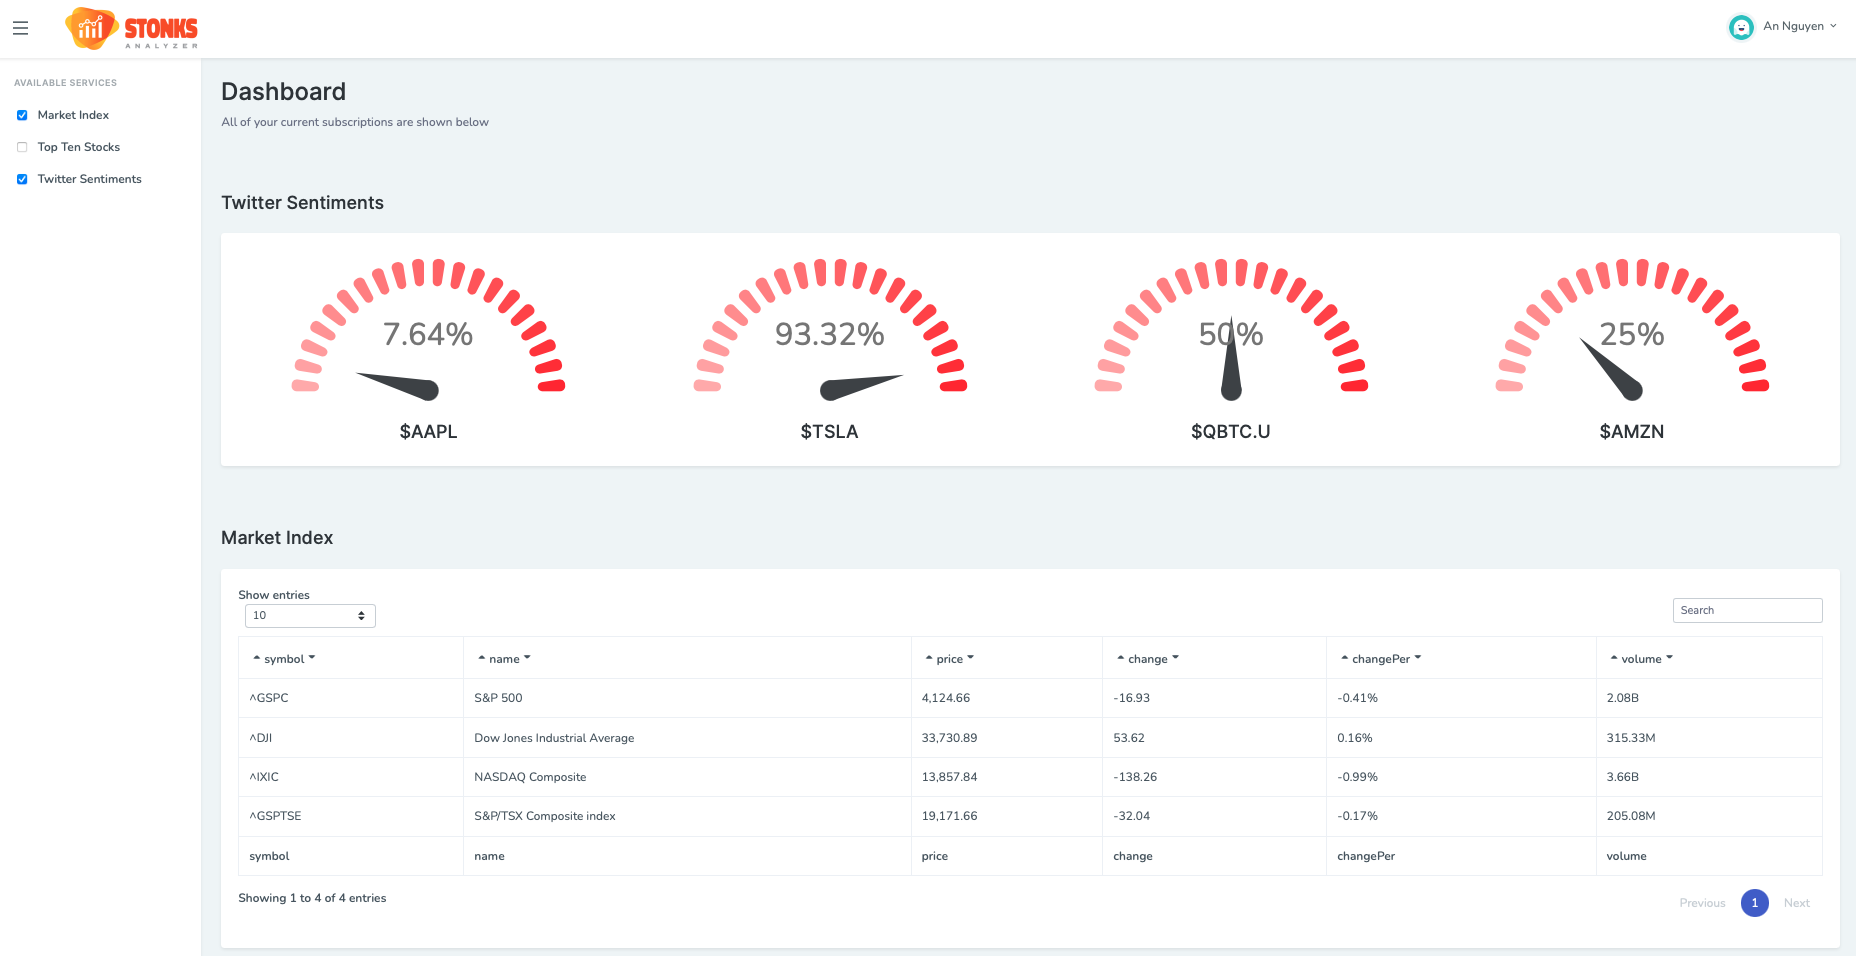 STONKS
ANALYZER
An Nguyen
AVAILABLE SERVICES
Market Index
Top Ten Stocks
Twitter Sentiments
Dashboard
All of your current subscriptions are shown below
Twitter Sentiments
7.64% 93.32% 50% 25%
$AAPL $TSLA $QBTC.U $AMZN
Market Index
Show entries
10
Search
symbol name price change changePer volume
^GSPC S&P 500 4,124.66 -16.93 -0.41% 2.08B
^DJI Dow Jones Industrial Average 33,730.89 53.62 0.16% 315.33M
^IXIC NASDAQ Composite 13,857.84 -138.26 -0.99% 3.66B
^GSPTSE S&P/TSX Composite index 19,171.66 -32.04 -0.17% 205.08M
symbol name price change changePer volume
Showing 1 to 4 of 4 entries
Previous 1 Next